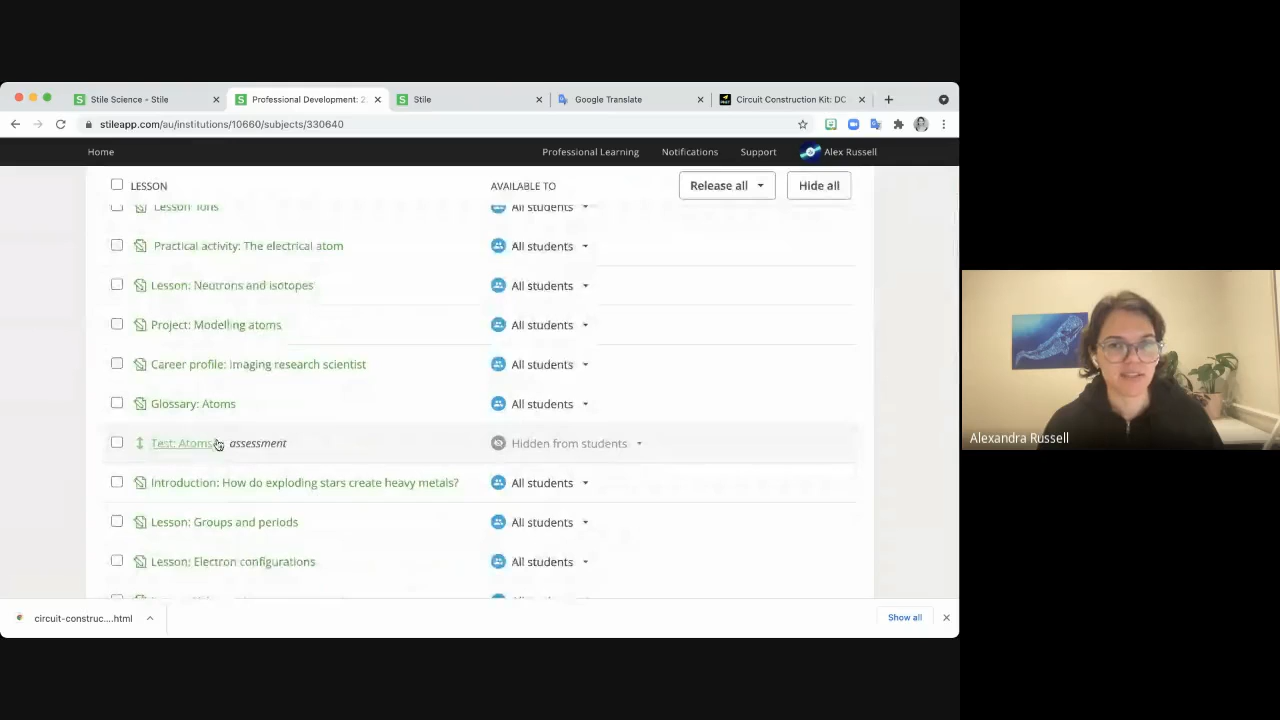 Stile Science - Stile
Professional Development: 2
Stile
Google Translate
Circuit Construction Kit: DC
stileapp.com/au/institutions/10660/subjects/330640
Home
Professional Learning
Notifications
Support
Alex Russell
LESSON
AVAILABLE TO
Release all
Hide all
Lesson: Ions
All students
Practical activity: The electrical atom
All students
Lesson: Neutrons and isotopes
All students
Project: Modelling atoms
All students
Career profile: Imaging research scientist
All students
Glossary: Atoms
All students
Test: Atoms assessment
Hidden from students
Introduction: How do exploding stars create heavy metals?
All students
Lesson: Groups and periods
All students
Lesson: Electron configurations
All students
circuit-construc....html
Show all
Alexandra Russell